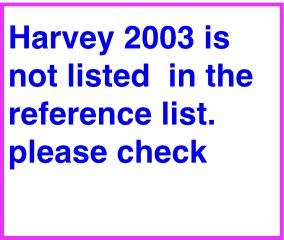 Harvey 2003 is
not listed  in the
reference list.
please check